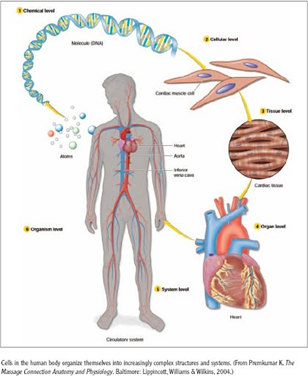 1 Chemical level
Molecule (DNA)
2 Cellular level
Cardiac muscle cell
3 Tissue level
Atoms
Heart
Aorta
Inferior
vena cava
Cardiac tissue
6 Organism level
4 Organ level
5 System level
Heart
Circulatory system
Cells in the human body organize themselves into increasingly complex structures and systems. (From Premkumar K. The
Massage Connection Anatomy and Physiology. Baltimore: Lippincott, Williams & Wilkins, 2004.)